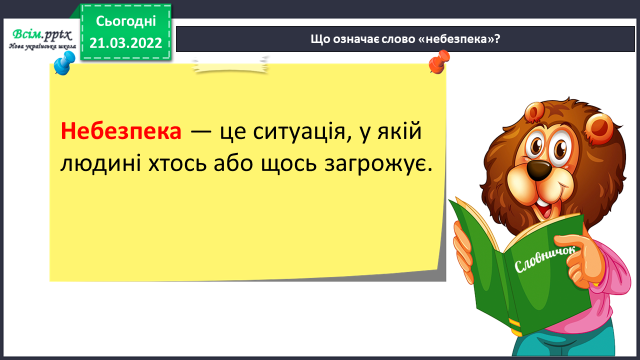 Всім.pptx
Нова українська школа
Сьогодні
21.03.2022
Що означає слово «небезпека»?
Небезпека — це ситуація, у якій
людині хтось або щось загрожує.
Словничок